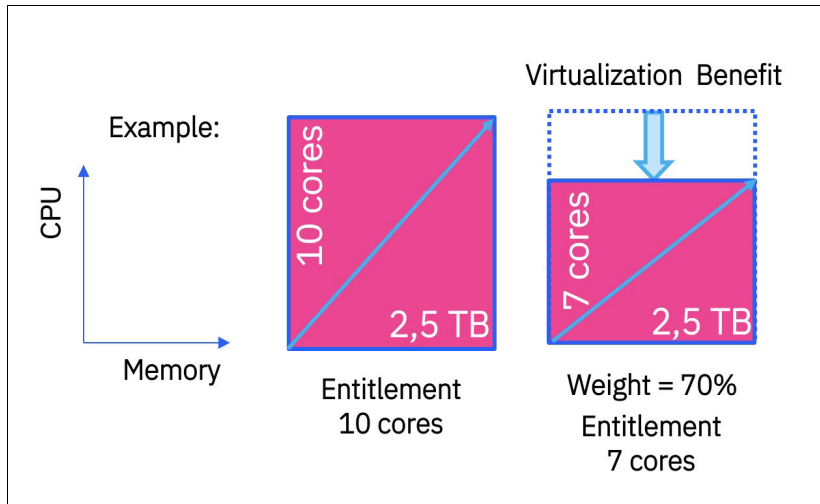 Virtualization Benefit
Example:
CPU
Memory
10 cores
2,5 TB
Entitlement
10 cores
7 cores
2,5 TB
Weight = 70%
Entitlement
7 cores